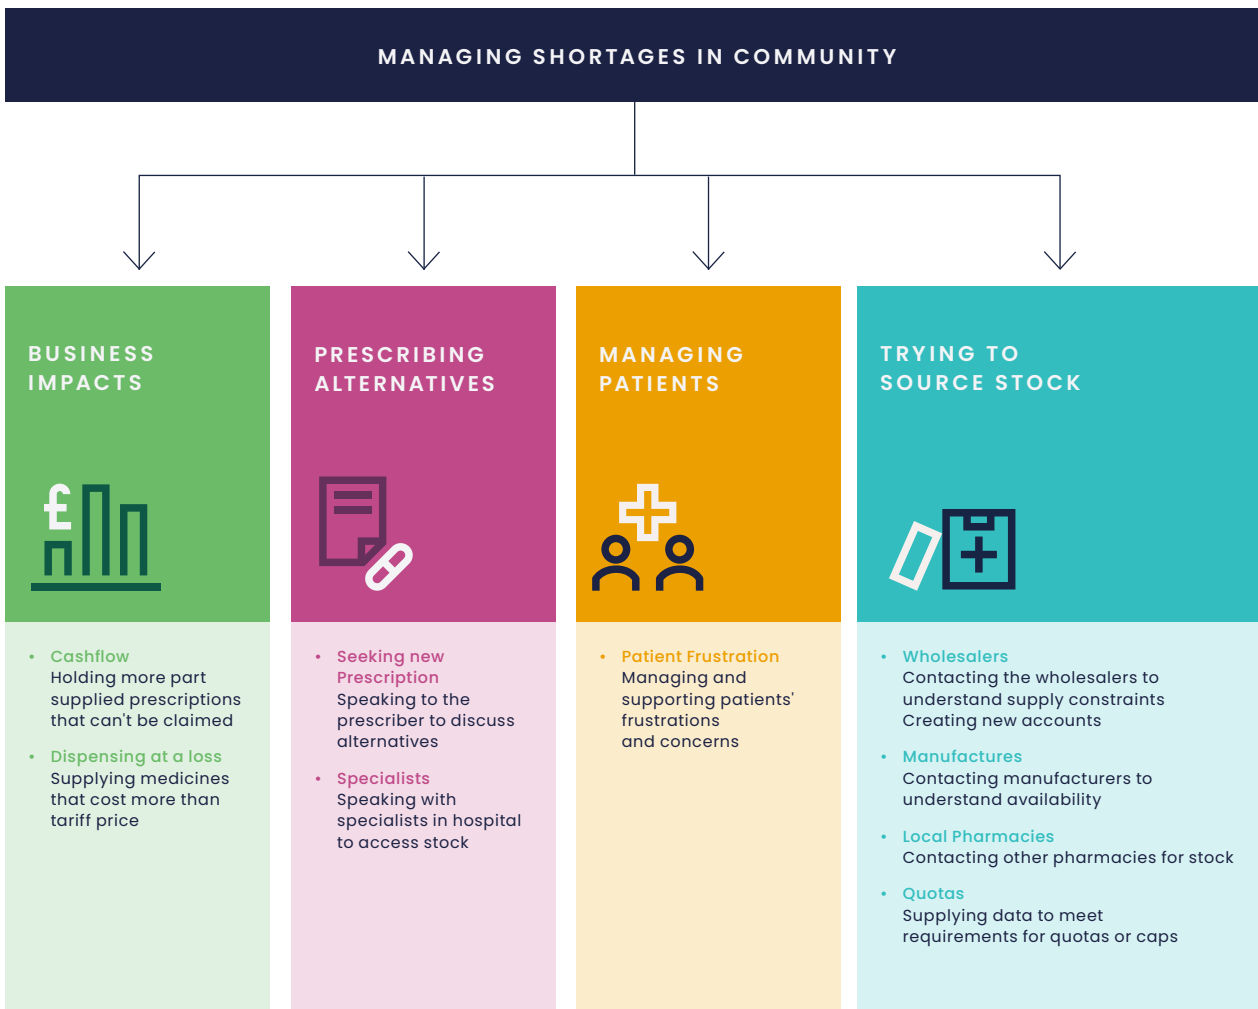 MANAGING SHORTAGES IN COMMUNITY
BUSINESS
IMPACTS
£
• Cashflow
Holding more part
supplied prescriptions
that can't be claimed
• Dispensing at a loss
Supplying medicines
that cost more than
tariff price
PRESCRIBING
ALTERNATIVES
• Seeking new
Prescription
Speaking to the
prescriber to discuss
alternatives
• Specialists
Speaking with
specialists in hospital
to access stock
MANAGING
PATIENTS
• Patient Frustration
Managing and
supporting patients'
frustrations
and concerns
TRYING TO
SOURCE STOCK
• Wholesalers
Contacting the wholesalers to
understand supply constraints
Creating new accounts
• Manufactures
Contacting manufacturers to
understand availability
• Local Pharmacies
Contacting other pharmacies for stock
• Quotas
Supplying data to meet
requirements for quotas or caps